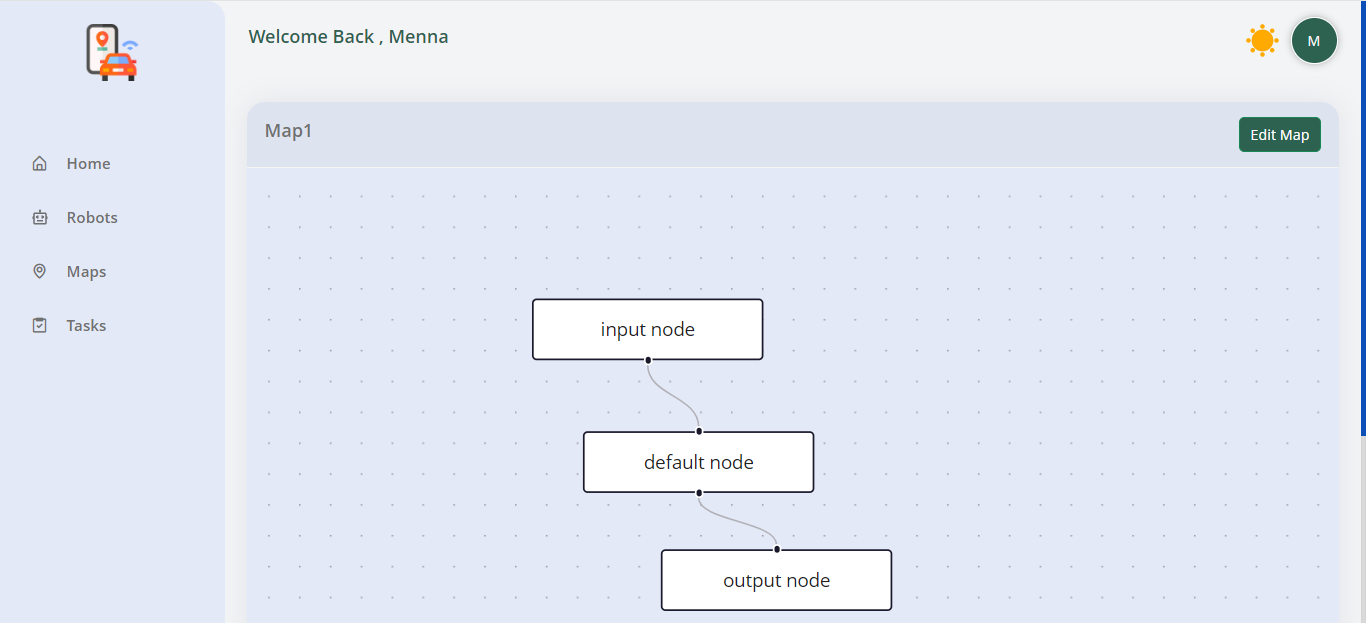 Welcome Back , Menna
M
Home
Robots
Maps
Tasks
Map1
Edit Map
input node
default node
output node